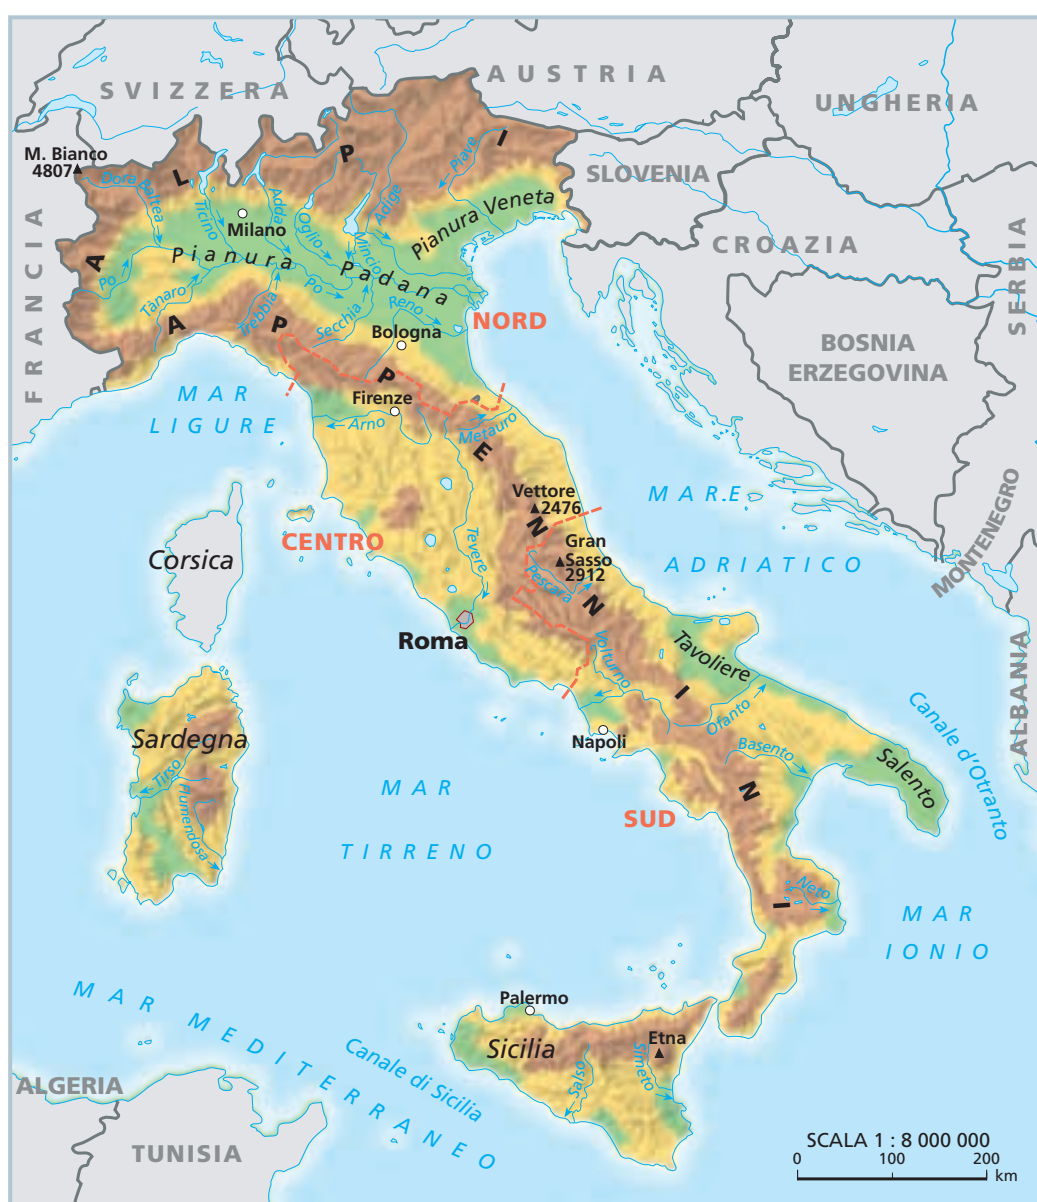 SVIZZERA
AUSTRIA
UNGHERIA
M. Bianco
4807
SLOVENIA
CROAZIA
SERBIA
FRANCIA
BOSNIA
ERZEGOVINA
MONTENEGRO
ALBANIA
ALPI
Dora Baltea
Ticino
Milano
Adda
Oglio
Mincio
Adige
Piave
Pianura Veneta
Pianura Padana
Po
Po
Tànaro
Trebbia
Secchia
Reno
Bologna
NORD
APPENNINI
MAR
LIGURE
Firenze
Arno
Metauro
Vettore
2476
MARE
ADRIATICO
CENTRO
Corsica
Tevere
Gran
Sasso
2912
Pescara
Roma
Volturno
Tavoliere
Ofanto
Napoli
Basento
Salento
Canale d'Otranto
Sardegna
Tirso
Flumendosa
MAR
TIRRENO
SUD
Neto
MAR
IONIO
Palermo
Sicilia
Etna
Salso
Simeto
MAR MEDITERRANEO
Canale di Sicilia
ALGERIA
TUNISIA
SCALA 1 : 8 000 000
0 100 200
km